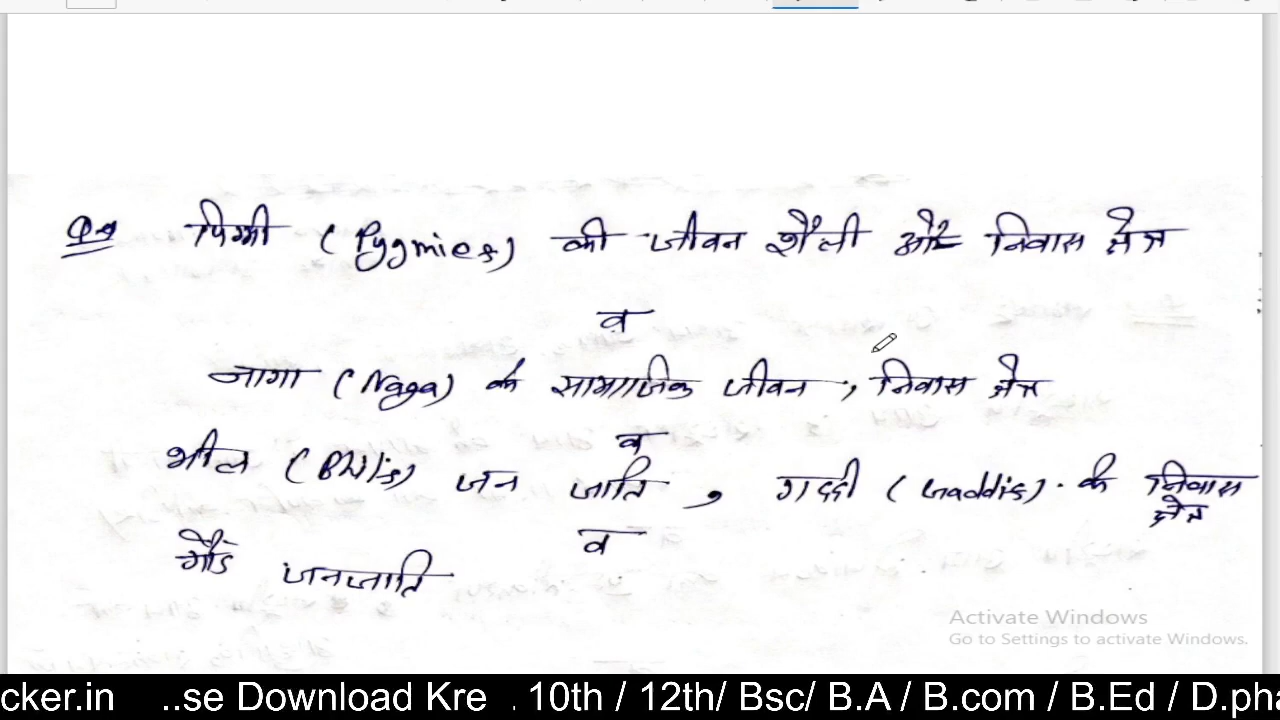 Q.1 पिग्मी (Pygmies) की जीवन शैली और निवास क्षेत्र
व
नागा (Naga) के सामाजिक जीवन, निवास क्षेत्र
व
भील (Bhils) जन जाति, गद्दी (Gaddis) के निवास क्षेत्र
व
गौंड जनजाति
Activate Windows
Go to Settings to activate Windows.
cker.in ..se Download Kre . 10th / 12th/ Bsc/ B.A / B.com / B.Ed / D.pha